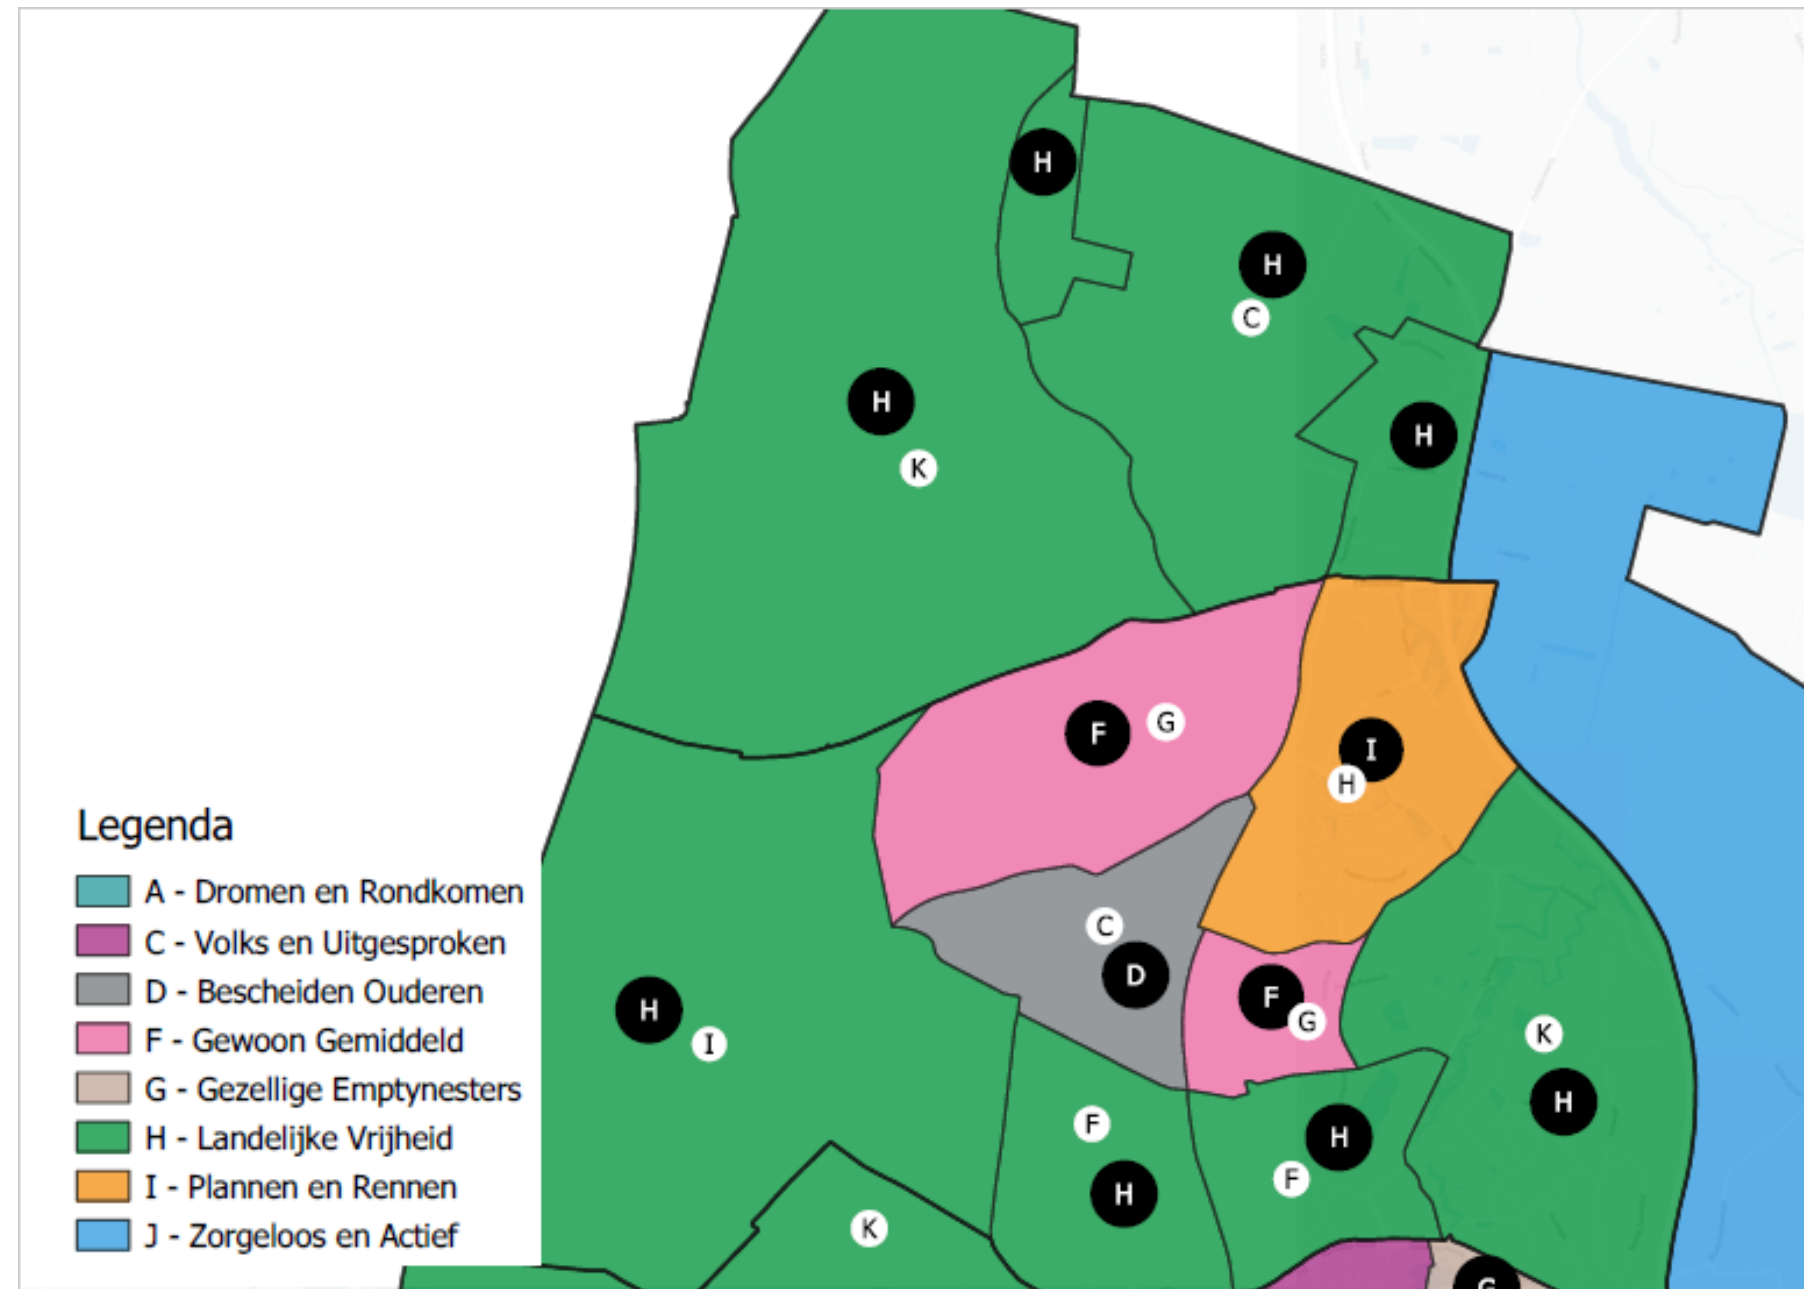 H
H
C
H
K
H
F
G
I
H
C
D
F
G
H
I
K
H
F
H
F
H
K
G
Legenda
A - Dromen en Rondkomen
C - Volks en Uitgesproken
D - Bescheiden Ouderen
F - Gewoon Gemiddeld
G - Gezellige Emptynesters
H - Landelijke Vrijheid
I - Plannen en Rennen
J - Zorgeloos en Actief